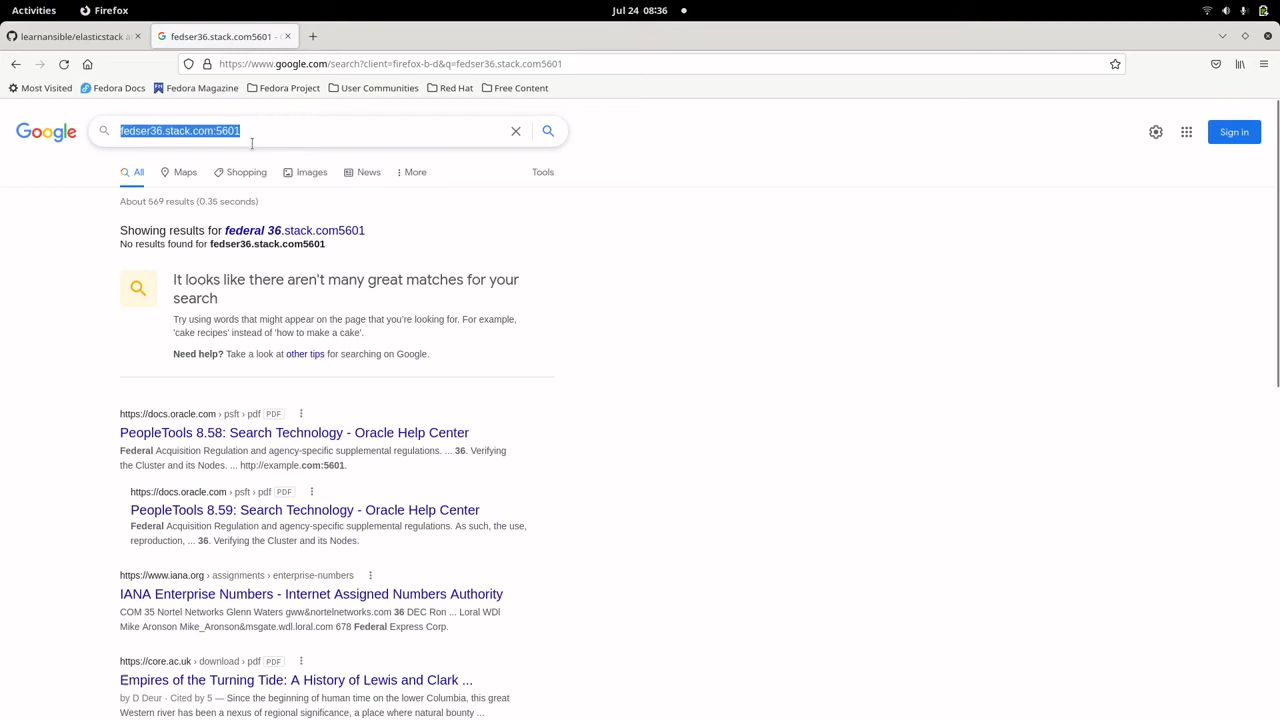 Activities
Firefox
Jul 24 08:36
learnansible/elasticstack a
fedser36.stack.com5601 - G
https://www.google.com/search?client=firefox-b-d&q=fedser36.stack.com5601
Most Visited
Fedora Docs
Fedora Magazine
Fedora Project
User Communities
Red Hat
Free Content
Google
fedser36.stack.com:5601
Sign in
All
Maps
Shopping
Images
News
More
Tools
About 569 results (0.35 seconds)
Showing results for federal 36.stack.com5601
No results found for fedser36.stack.com5601
It looks like there aren't many great matches for your
search
Try using words that might appear on the page that you're looking for. For example,
'cake recipes' instead of 'how to make a cake'.
Need help? Take a look at other tips for searching on Google.
https://docs.oracle.com › psft › pdf PDF
PeopleTools 8.58: Search Technology - Oracle Help Center
Federal Acquisition Regulation and agency-specific supplemental regulations. ... 36. Verifying
the Cluster and its Nodes. ... http://example.com:5601.
https://docs.oracle.com › psft › pdf PDF
PeopleTools 8.59: Search Technology - Oracle Help Center
Federal Acquisition Regulation and agency-specific supplemental regulations. As such, the use,
reproduction, ... 36. Verifying the Cluster and its Nodes.
https://www.iana.org › assignments › enterprise-numbers
IANA Enterprise Numbers - Internet Assigned Numbers Authority
COM 35 Nortel Networks Glenn Waters gww&nortelnetworks.com 36 DEC Ron ... Loral WDl
Mike Aronson Mike_Aronson&msgate.wdl.loral.com 678 Federal Express Corp.
https://core.ac.uk › download › pdf PDF
Empires of the Turning Tide: A History of Lewis and Clark ...
by D Deur · Cited by 5 — Since the beginning of human time on the lower Columbia, this great
Western river has been a nexus of regional significance, a place where natural bounty ...